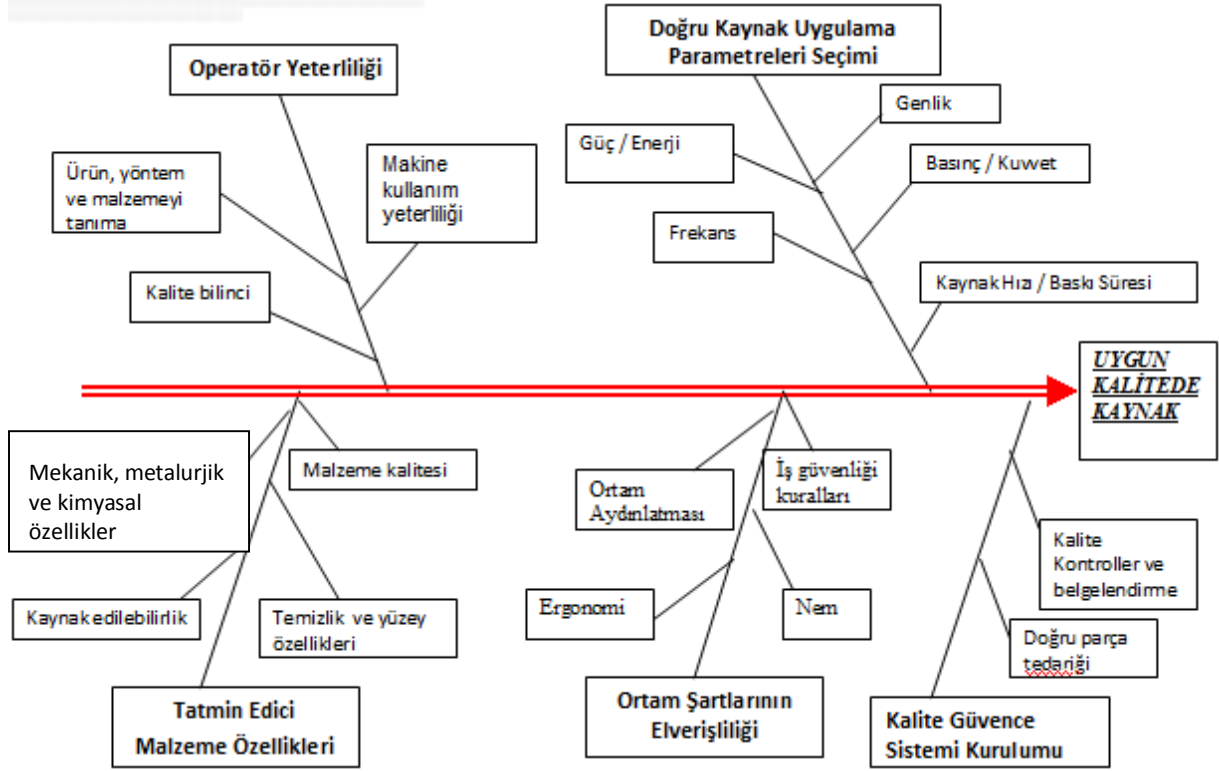 Operatör Yeterliliği
Doğru Kaynak Uygulama
Parametreleri Seçimi
Ürün, yöntem
ve malzemeyi
tanıma
Makine
kullanım
yeterliliği
Kalite bilinci
Genlik
Güç / Enerji
Basınç / Kuvvet
Frekans
Kaynak Hızı / Baskı Süresi
UYGUN
KALİTEDE
KAYNAK
Mekanik, metalurjik
ve kimyasal
özellikler
Malzeme kalitesi
Kaynak edilebilirlik
Temizlik ve yüzey
özellikleri
Tatmin Edici
Malzeme Özellikleri
Ortam
Aydınlatması
İş güvenliği
kuralları
Ergonomi
Nem
Ortam Şartlarının
Elverişliliği
Kalite
Kontroller ve
belgelendirme
Doğru parça
tedariği
Kalite Güvence
Sistemi Kurulumu